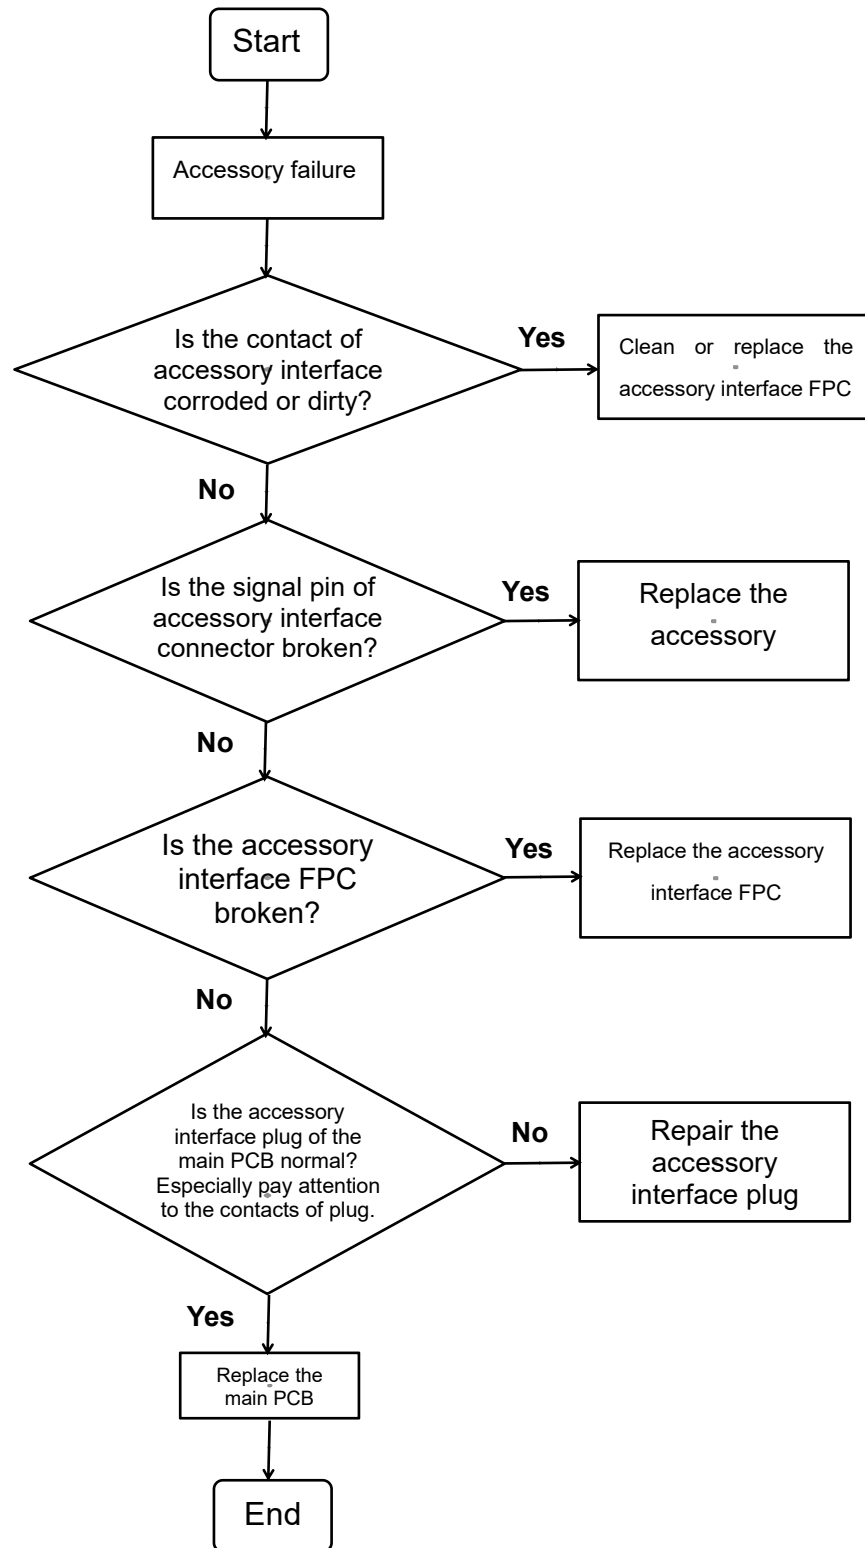 Start
Accessory failure
Is the contact of
accessory interface
corroded or dirty?
Yes
Clean or replace the
accessory interface FPC
No
Is the signal pin of
accessory interface
connector broken?
Yes
Replace the
accessory
No
Is the accessory
interface FPC
broken?
Yes
Replace the accessory
interface FPC
No
Is the accessory
interface plug of the
main PCB normal?
Especially pay attention
to the contacts of plug.
No
Repair the
accessory
interface plug
Yes
Replace the
main PCB
End